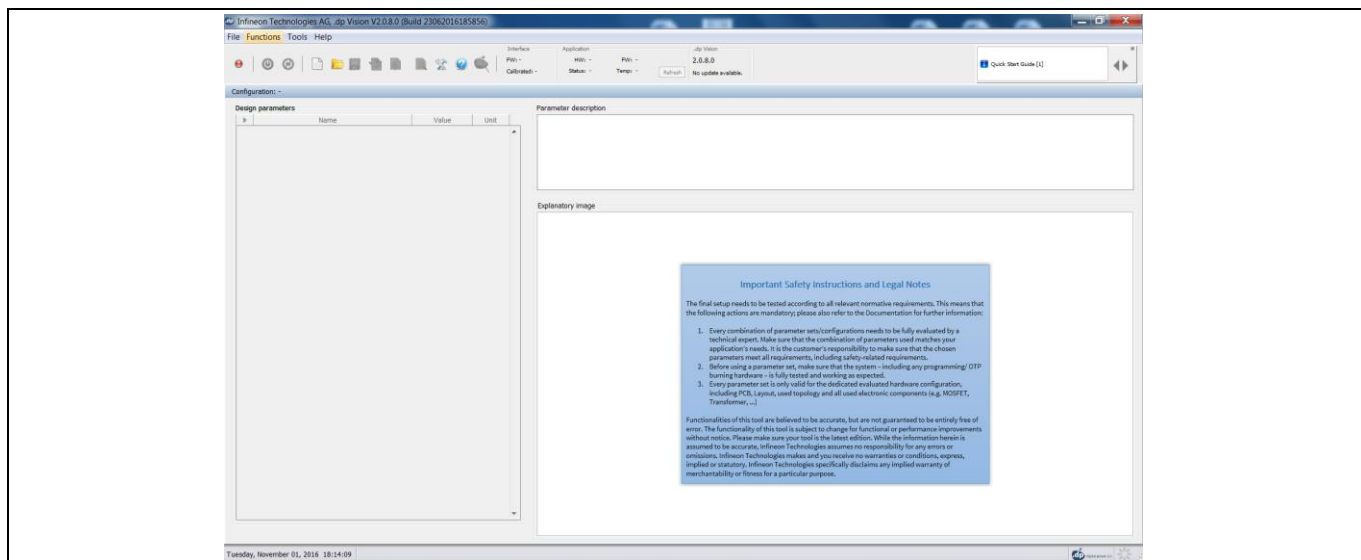 Infineon Technologies AG, .dp Vision V2.0.8.0 (Build 23062016185856)
File Functions Tools Help
Interface Application .dp Vision
FW: - HW: - FW: - 2.0.8.0
Calibrated: - Status: - Temp: - Refresh No update available.
Quick Start Guide [1]
Configuration: -
Design parameters
Name Value Unit
Parameter description
Explanatory image
Important Safety Instructions and Legal Notes
The final setup needs to be tested according to all relevant normative requirements. This means that
the following actions are mandatory; please also refer to the Documentation for further information:
1. Every combination of parameter sets/configurations needs to be fully evaluated by a
technical expert. Make sure that the combination of parameters used matches your
application's needs. It is the customer's responsibility to make sure that the chosen
parameters meet all requirements, including safety-related requirements.
2. Before using a parameter set, make sure that the system – including any programming/ OTP
burning hardware – is fully tested and working as expected.
3. Every parameter set is only valid for the dedicated evaluated hardware configuration,
including PCB, Layout, used topology and all used electronic components (e.g. MOSFET,
Transformer, ...)
Functionalities of this tool are believed to be accurate, but are not guaranteed to be entirely free of
error. The functionality of this tool is subject to change for functional or performance improvements
without notice. Please make sure your tool is the latest edition. While the information herein is
assumed to be accurate, Infineon Technologies assumes no responsibility for any errors or
omissions. Infineon Technologies makes and you receive no warranties or conditions, express,
implied or statutory. Infineon Technologies specifically disclaims any implied warranty of
merchantability or fitness for a particular purpose.
Tuesday, November 01, 2016 18:14:09
dp